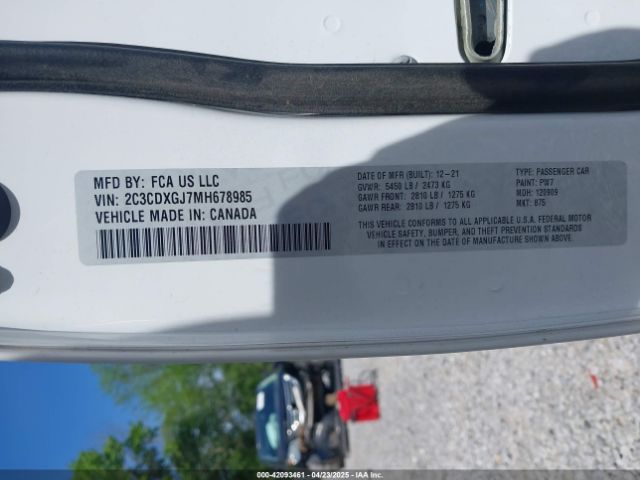 MFD BY: FCA US LLC
VIN: 2C3CDXGJ7MH678985
VEHICLE MADE IN: CANADA
DATE OF MFR (BUILT): 12-21
GVWR: 5450 LB / 2473 KG
GAWR FRONT: 2810 LB / 1275 KG
GAWR REAR: 2810 LB / 1275 KG
TYPE: PASSENGER CAR
PAINT: PW7
MDH: 120909
MKT: 875
THIS VEHICLE CONFORMS TO ALL APPLICABLE U.S.A. FEDERAL MOTOR
VEHICLE SAFETY, BUMPER, AND THEFT PREVENTION STANDARDS
IN EFFECT ON THE DATE OF MANUFACTURE SHOWN ABOVE.
000-42093461 - 04/23/2025 - IAAI.COM